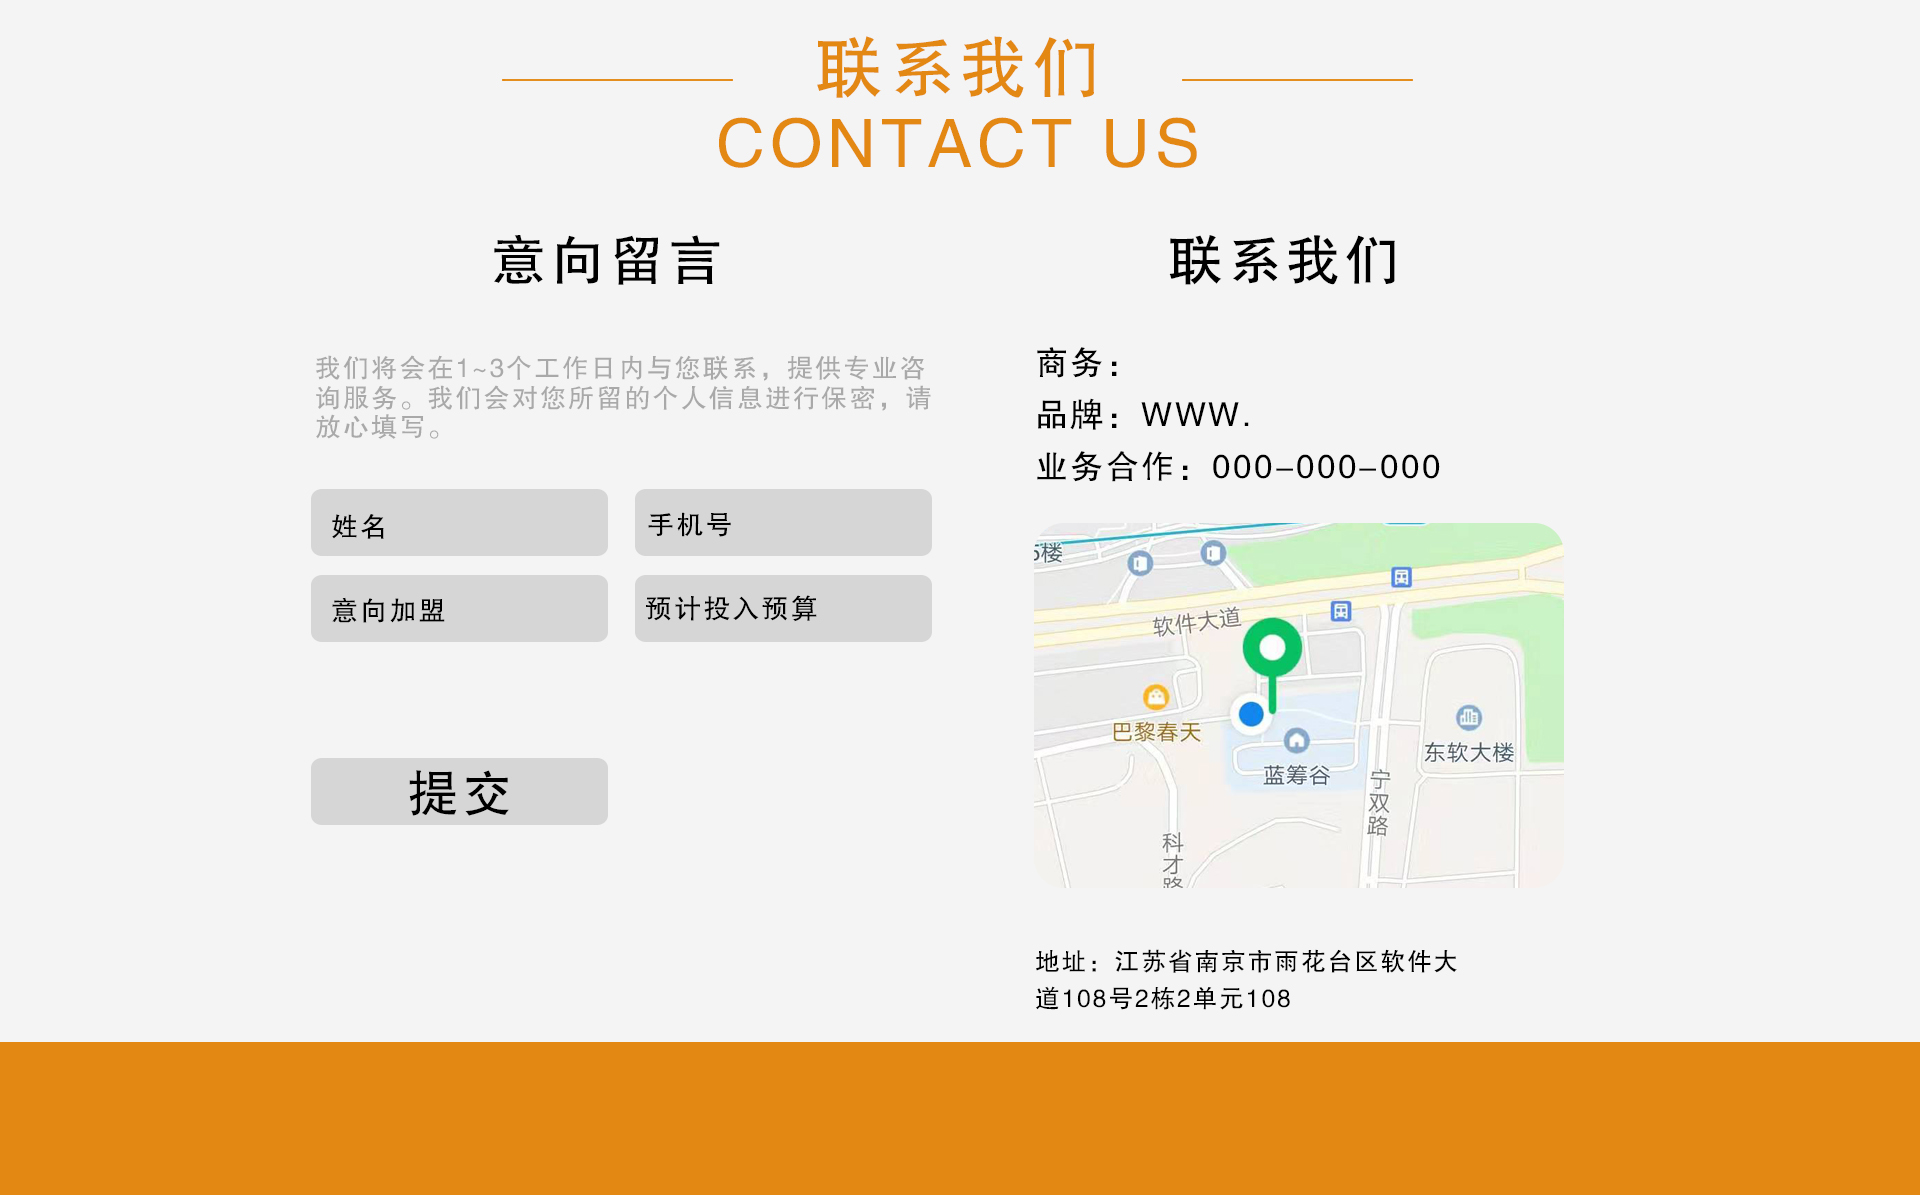 联系我们
CONTACT US
意向留言
我们将会在1~3个工作日内与您联系，提供专业咨
询服务。我们会对您所留的个人信息进行保密，请
放心填写。
姓名
手机号
意向加盟
预计投入预算
提交
联系我们
商务：
品牌：WWW.
业务合作：000-000-000
5楼
软件大道
巴黎春天
蓝筹谷
东软大楼
宁双路
科才路
地址：江苏省南京市雨花台区软件大
道108号2栋2单元108